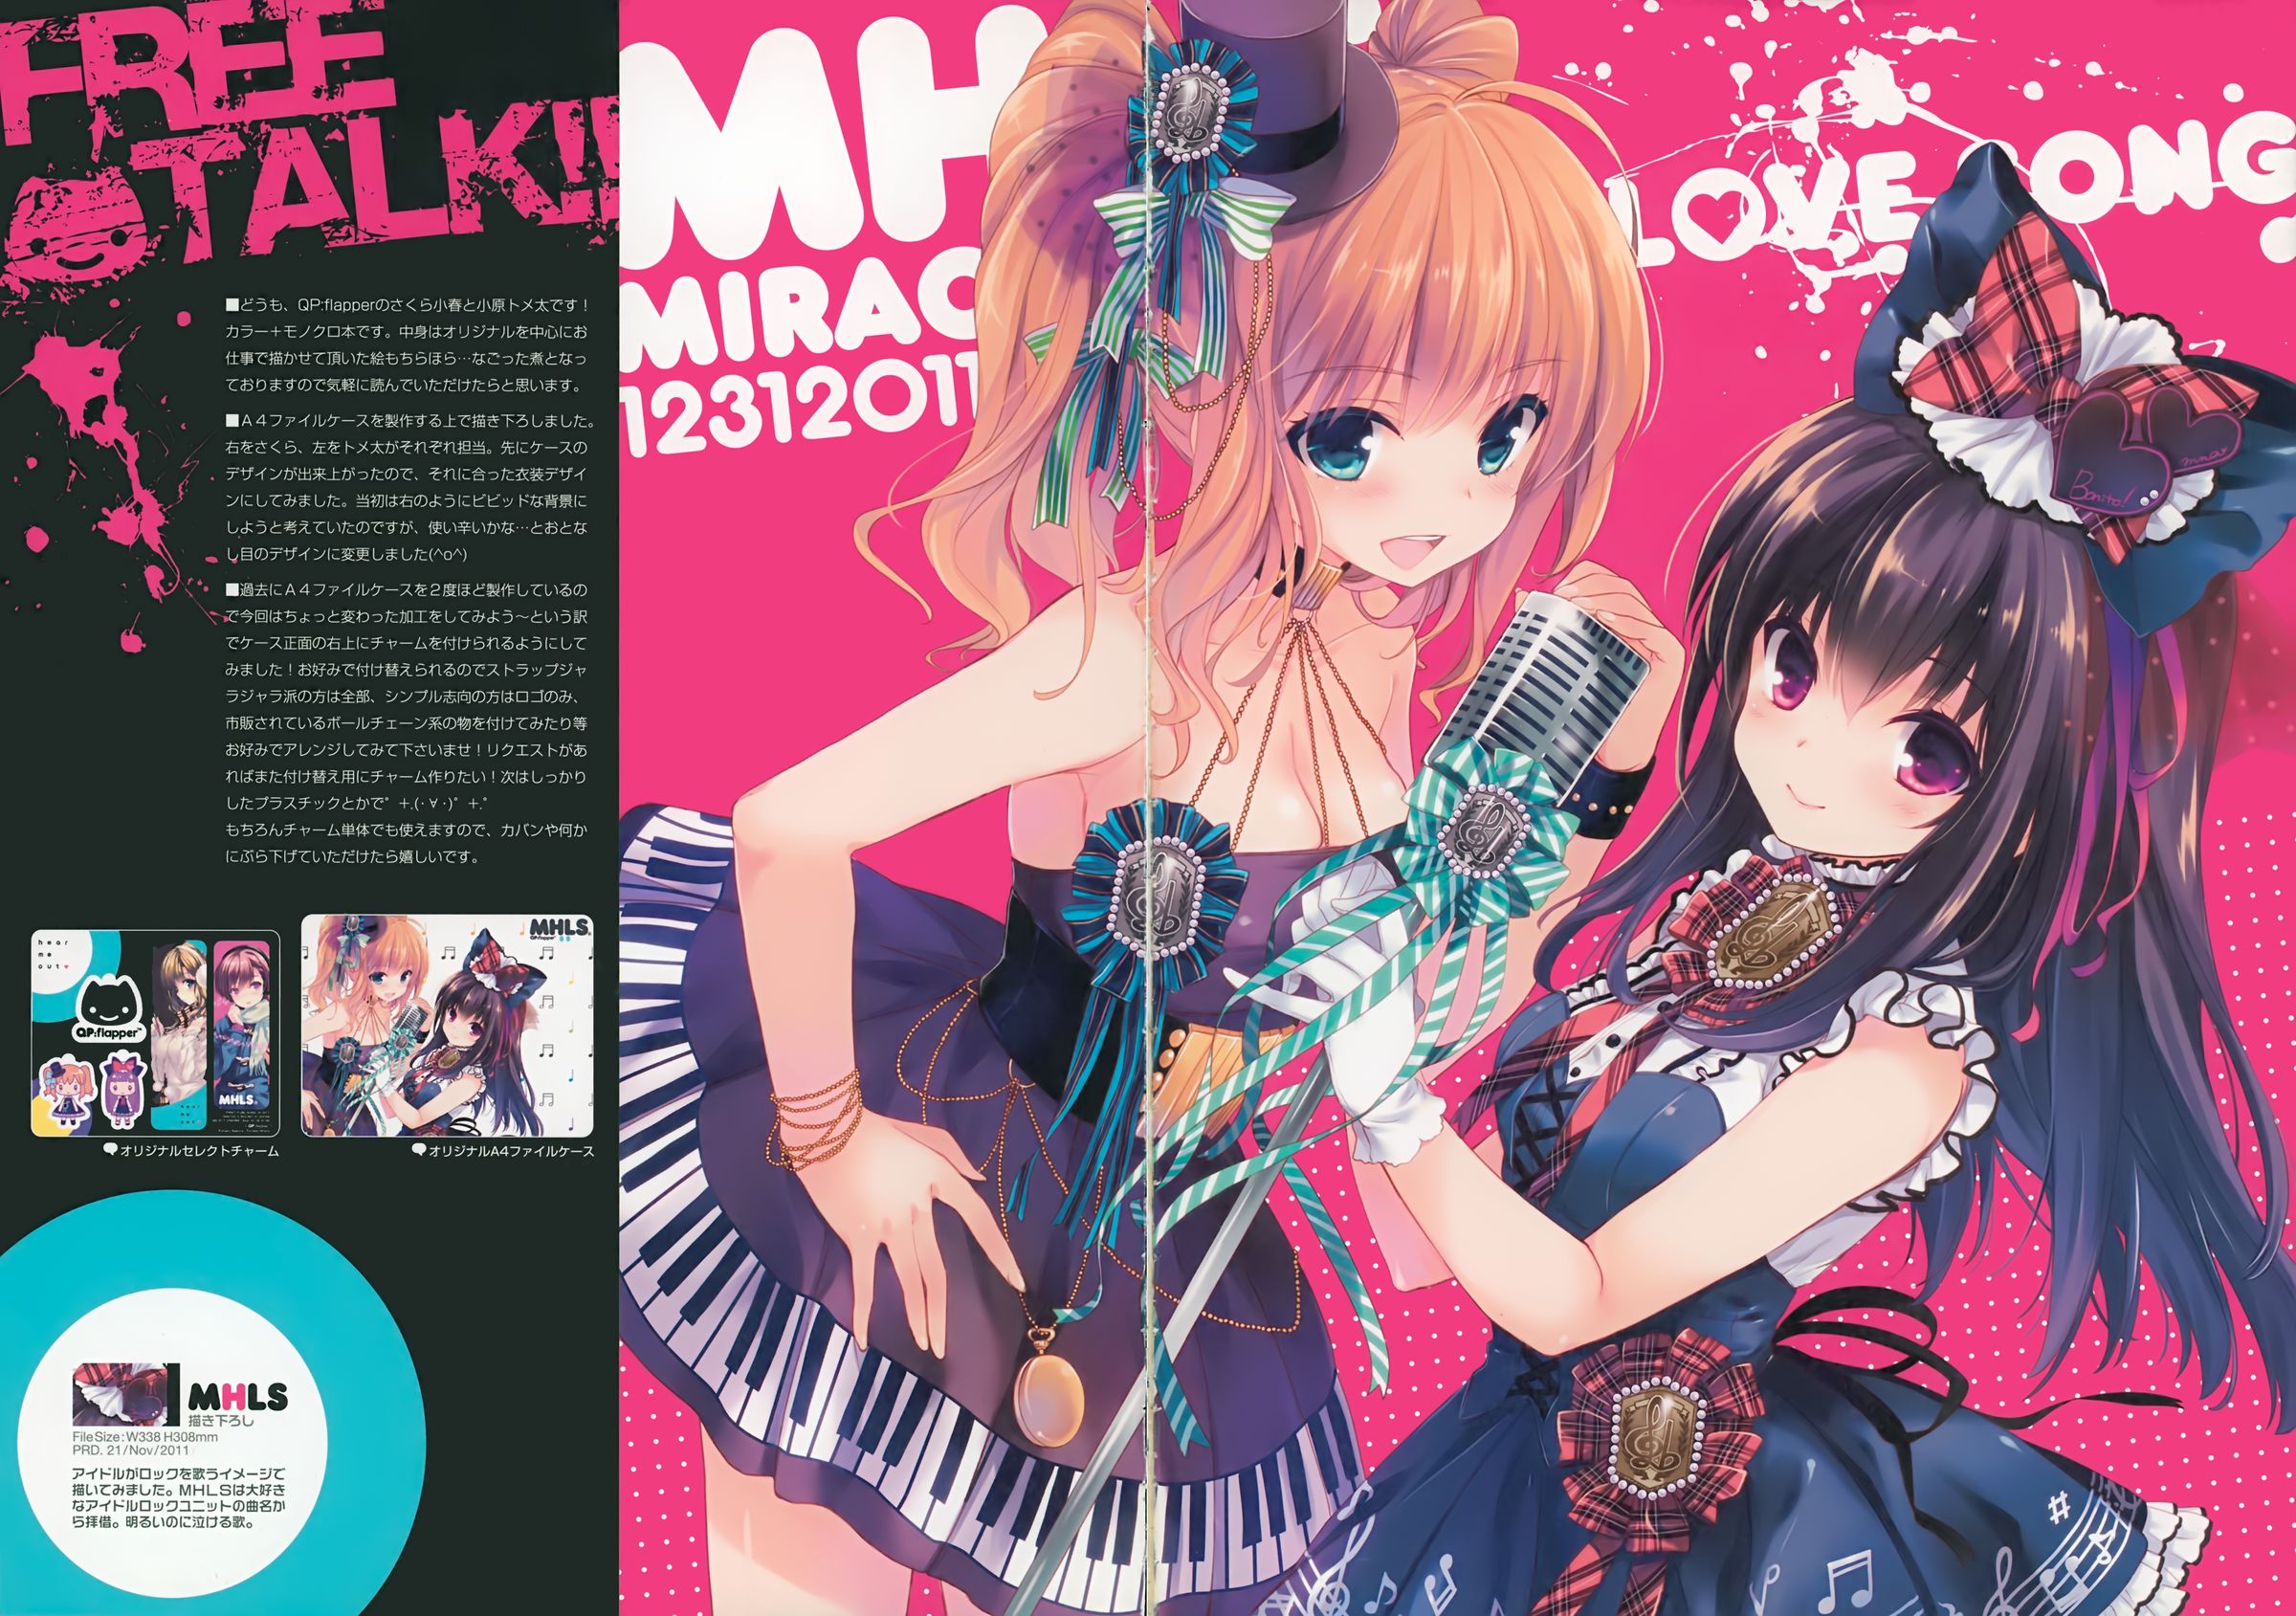 FREE
TALK!!
■どうも、QP:flapperのさくら小春と小原トメ太です！
カラー＋モノクロ本です。中身はオリジナルを中心にお
仕事で描かせて頂いた絵もちらほら…なごった煮となっ
ておりますので気軽に読んでいただけたらと思います。
■Ａ４ファイルケースを製作する上で描き下ろしました。
右をさくら、左をトメ太がそれぞれ担当。先にケースの
デザインが出来上がったので、それに合った衣装デザイ
ンにしてみました。当初は右のようにビビッドな背景に
しようと考えていたのですが、使い辛いかな…とおとな
し目のデザインに変更しました(^o^)
■過去にＡ４ファイルケースを２度ほど製作しているの
で今回はちょっと変わった加工をしてみよう～という訳
でケース正面の右上にチャームを付けられるようにして
みました！お好みで付け替えられるのでストラップジャ
ラジャラ派の方は全部、シンプル志向の方はロゴのみ、
市販されているボールチェーン系の物を付けてみたり等
お好みでアレンジしてみて下さいませ！リクエストがあ
ればまた付け替え用にチャーム作りたい！次はしっかり
したプラスチックとかで゜+.(・∀・)゜+.゜
もちろんチャーム単体でも使えますので、カバンや何か
にぶら下げていただけたら嬉しいです。
hear
me
out♥
QP:flapper™
MHLS
オリジナルセレクトチャーム
MHLS
QP:flapper
オリジナルA4ファイルケース
MHLS
描き下ろし
FileSize:W338 H308mm
PRD. 21/Nov/2011
アイドルがロックを歌うイメージで
描いてみました。ＭＨＬＳは大好き
なアイドルロックユニットの曲名か
ら拝借。明るいのに泣ける歌。
MH
MIRAC
12312011
LOVE SONG
Bonito!